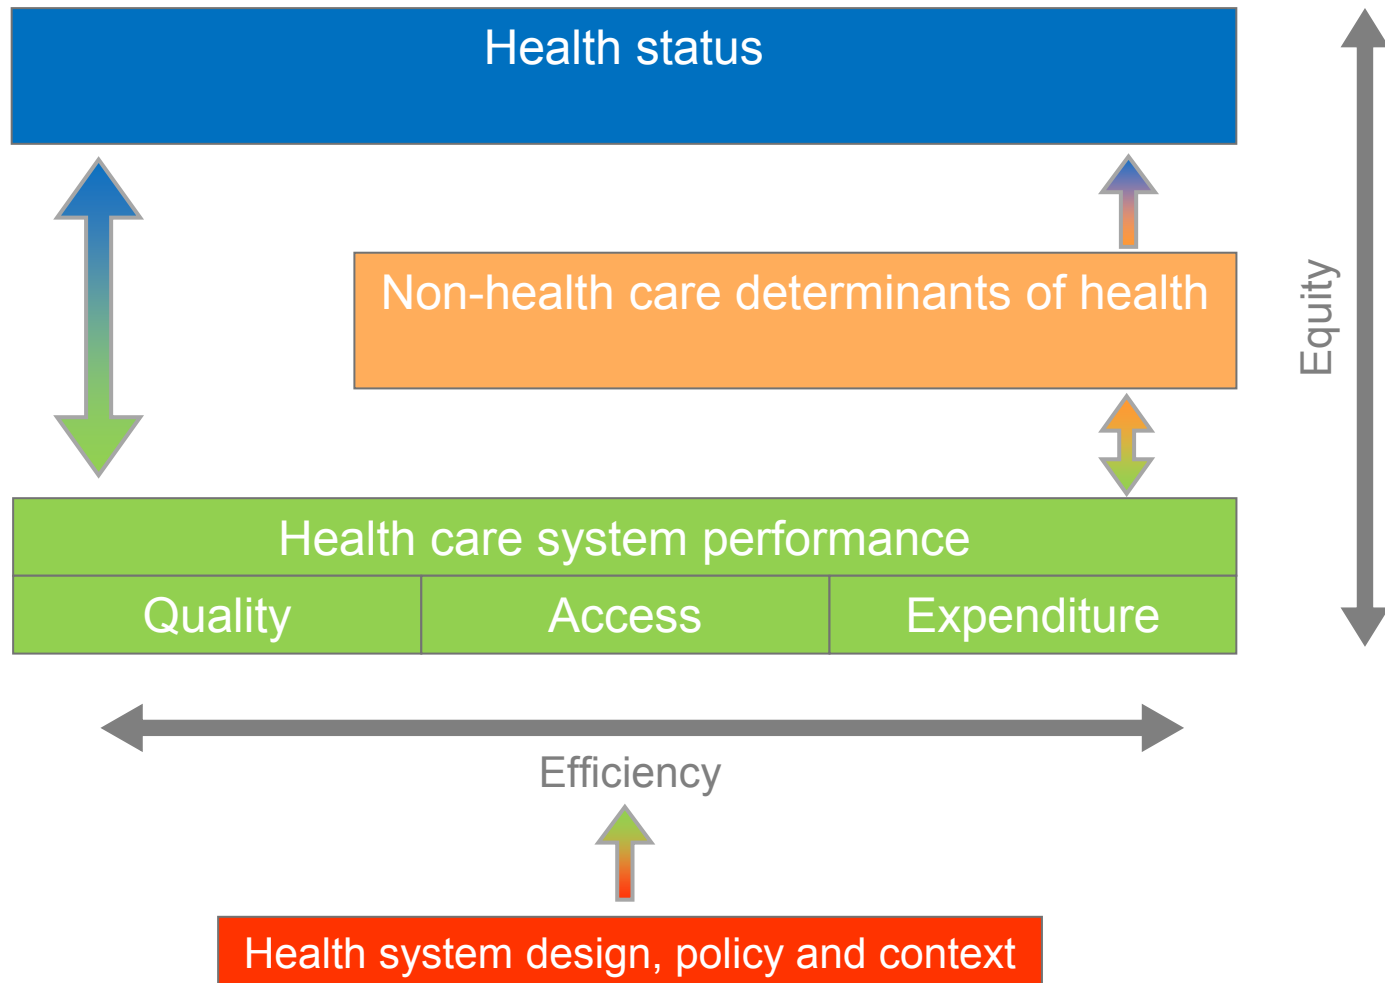 Health status
Non-health care determinants of health
Equity
Health care system performance
Quality
Access
Expenditure
Efficiency
Health system design, policy and context